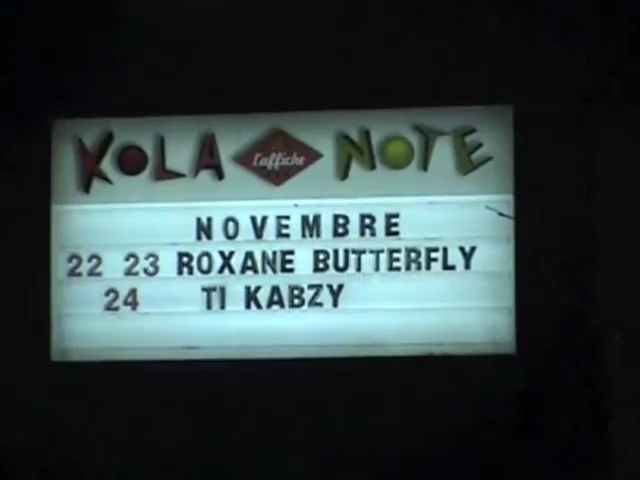 KOLA l'affiche NOTE
NOVEMBRE
22 23 ROXANE BUTTERFLY
24 TI KABZY